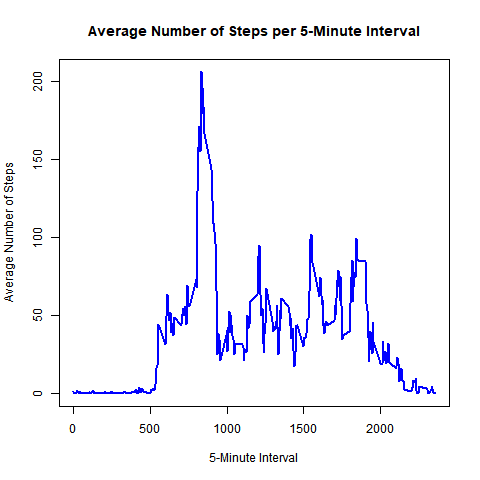 Average Number of Steps per 5-Minute Interval
Average Number of Steps
200
150
100
50
0
0 500 1000 1500 2000
5-Minute Interval